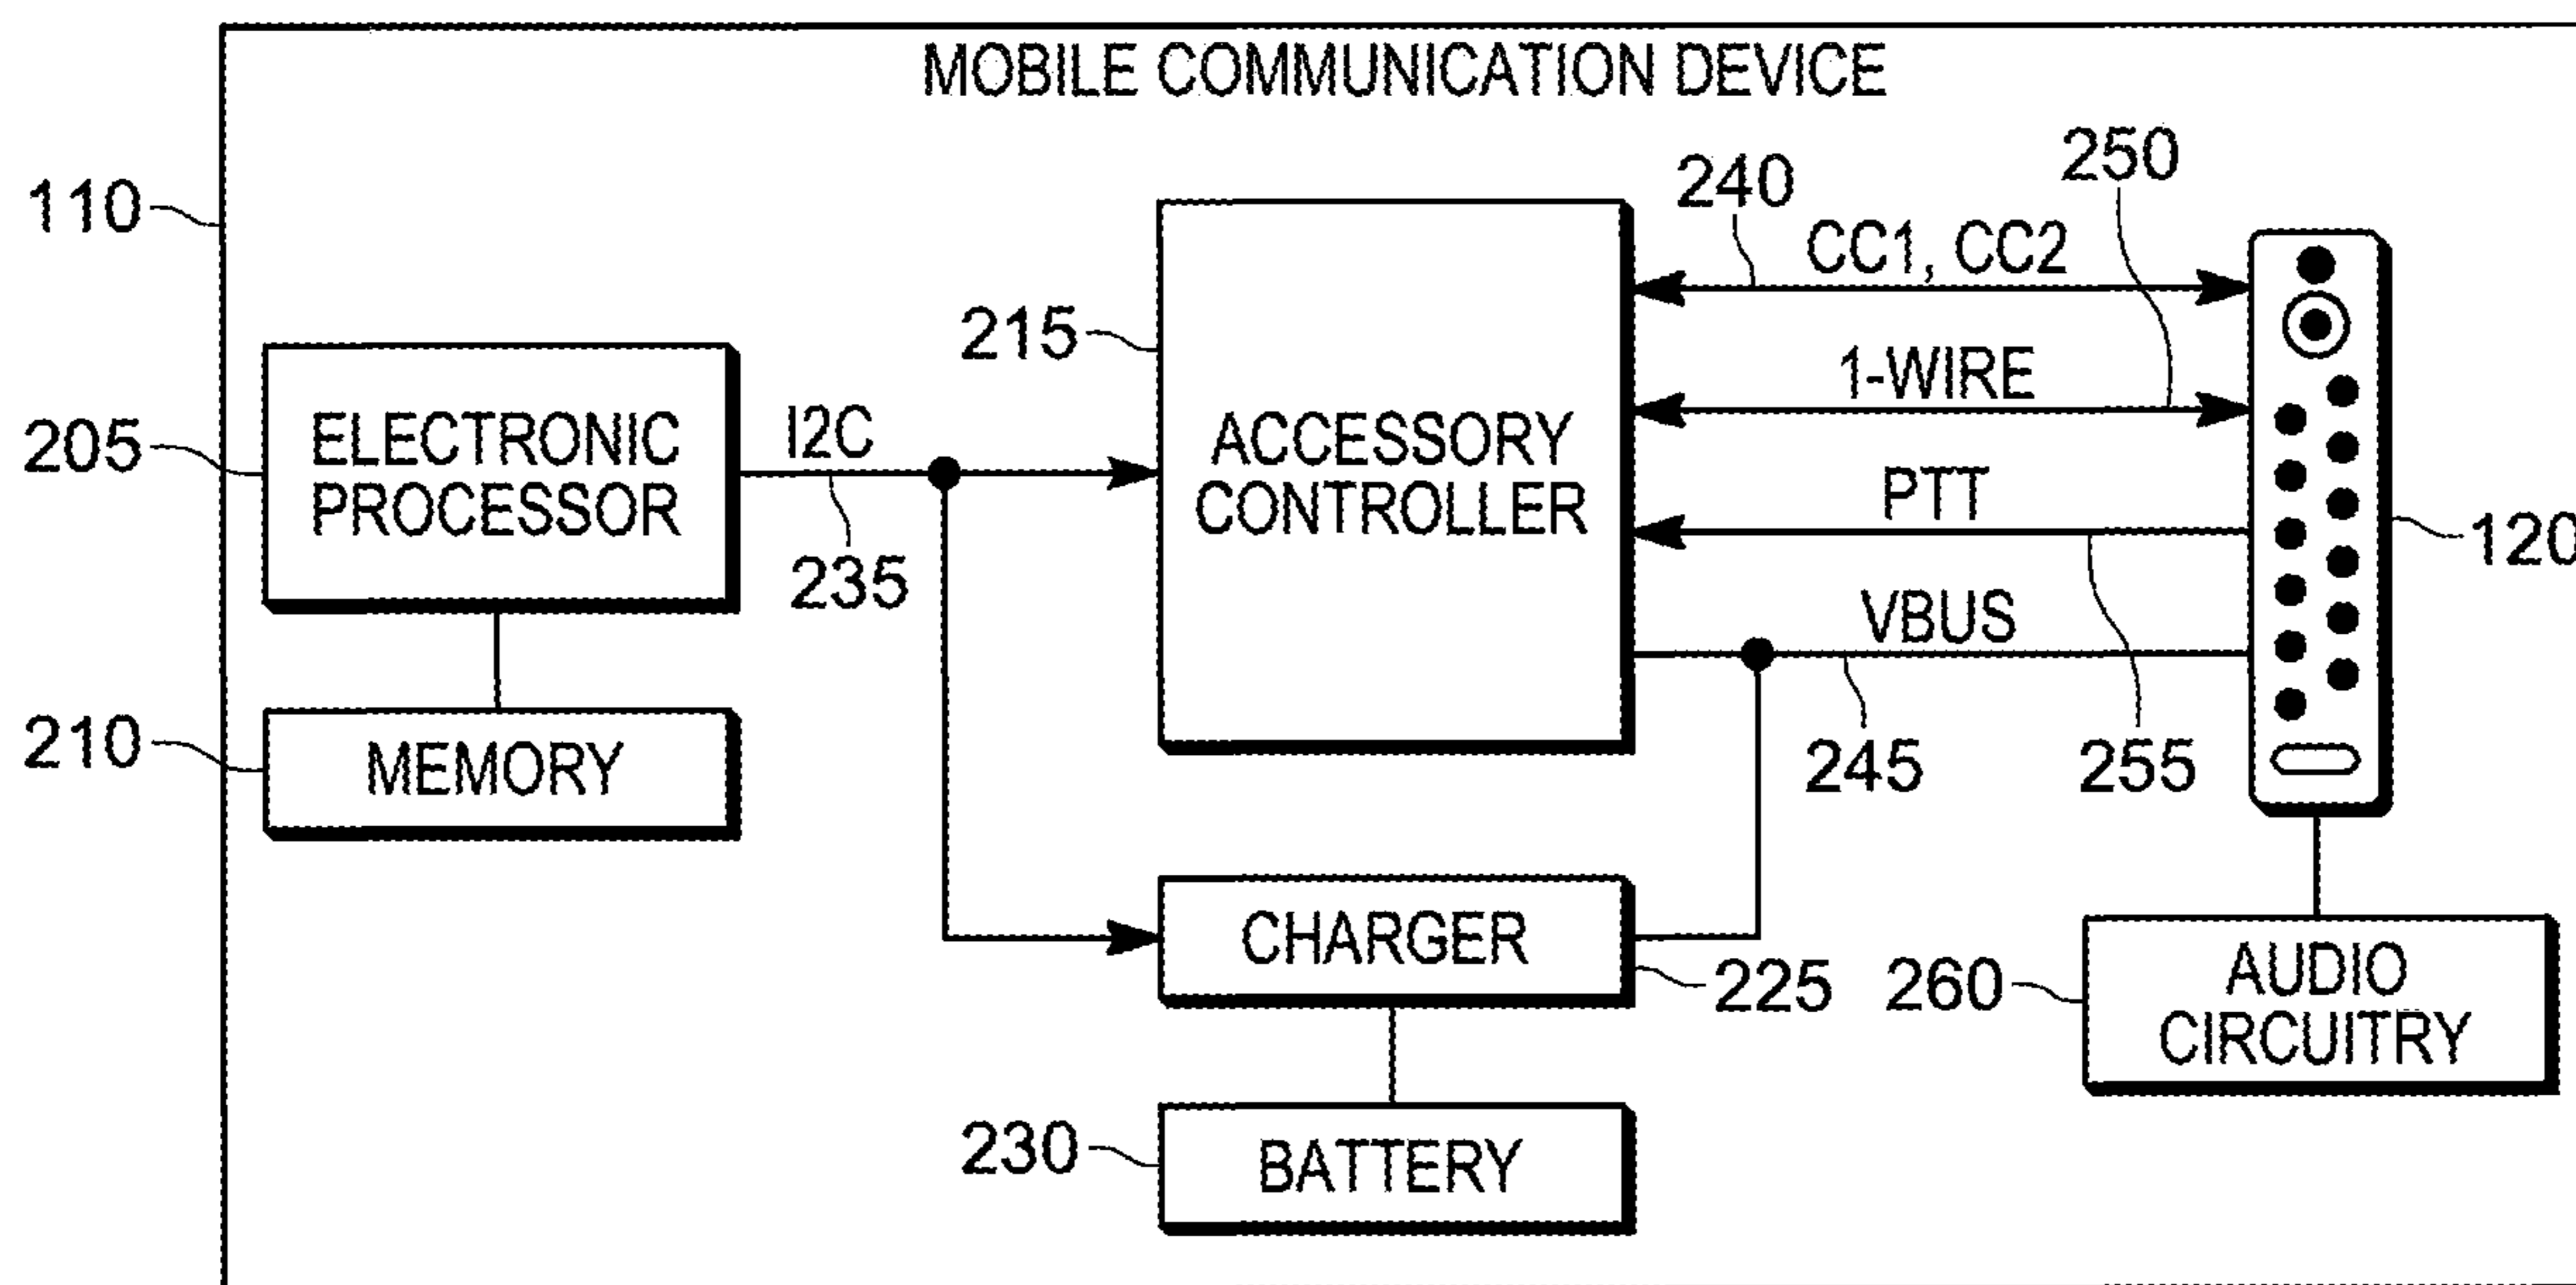 MOBILE COMMUNICATION DEVICE
110
240
250
CC1, CC2
215
1-WIRE
205
ELECTRONIC
PROCESSOR
I2C
235
ACCESSORY
CONTROLLER
PTT
120
VBUS
210
MEMORY
245
255
CHARGER
225
260
AUDIO
CIRCUITRY
230
BATTERY